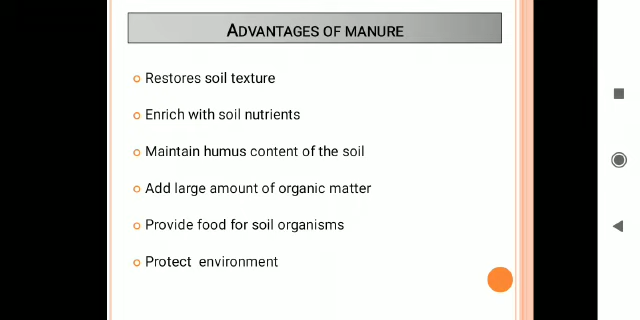 ADVANTAGES OF MANURE
Restores soil texture
Enrich with soil nutrients
Maintain humus content of the soil
Add large amount of organic matter
Provide food for soil organisms
Protect environment